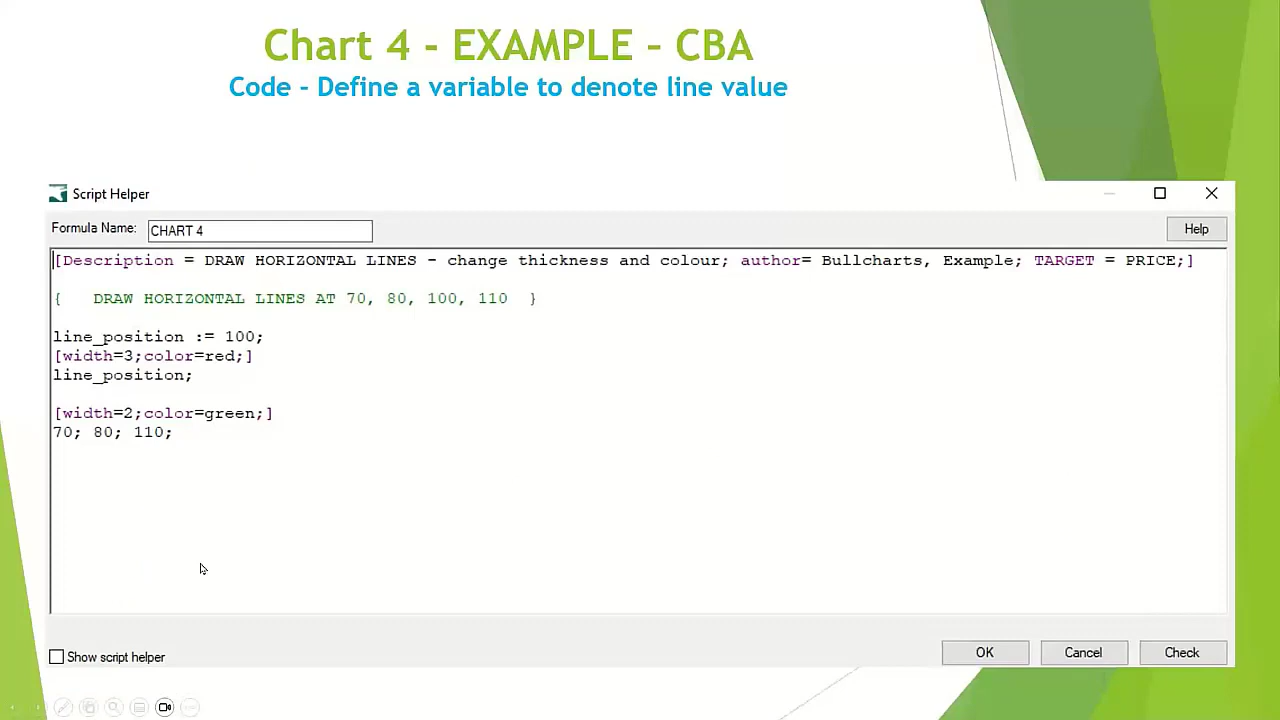 Chart 4 - EXAMPLE – CBA
Code – Define a variable to denote line value
Script Helper
Formula Name: CHART 4 Help
[Description = DRAW HORIZONTAL LINES - change thickness and colour; author= Bullcharts, Example; TARGET = PRICE;]
{ DRAW HORIZONTAL LINES AT 70, 80, 100, 110 }
line_position := 100;
[width=3;color=red;]
line_position;
[width=2;color=green;]
70; 80; 110;
Show script helper OK Cancel Check